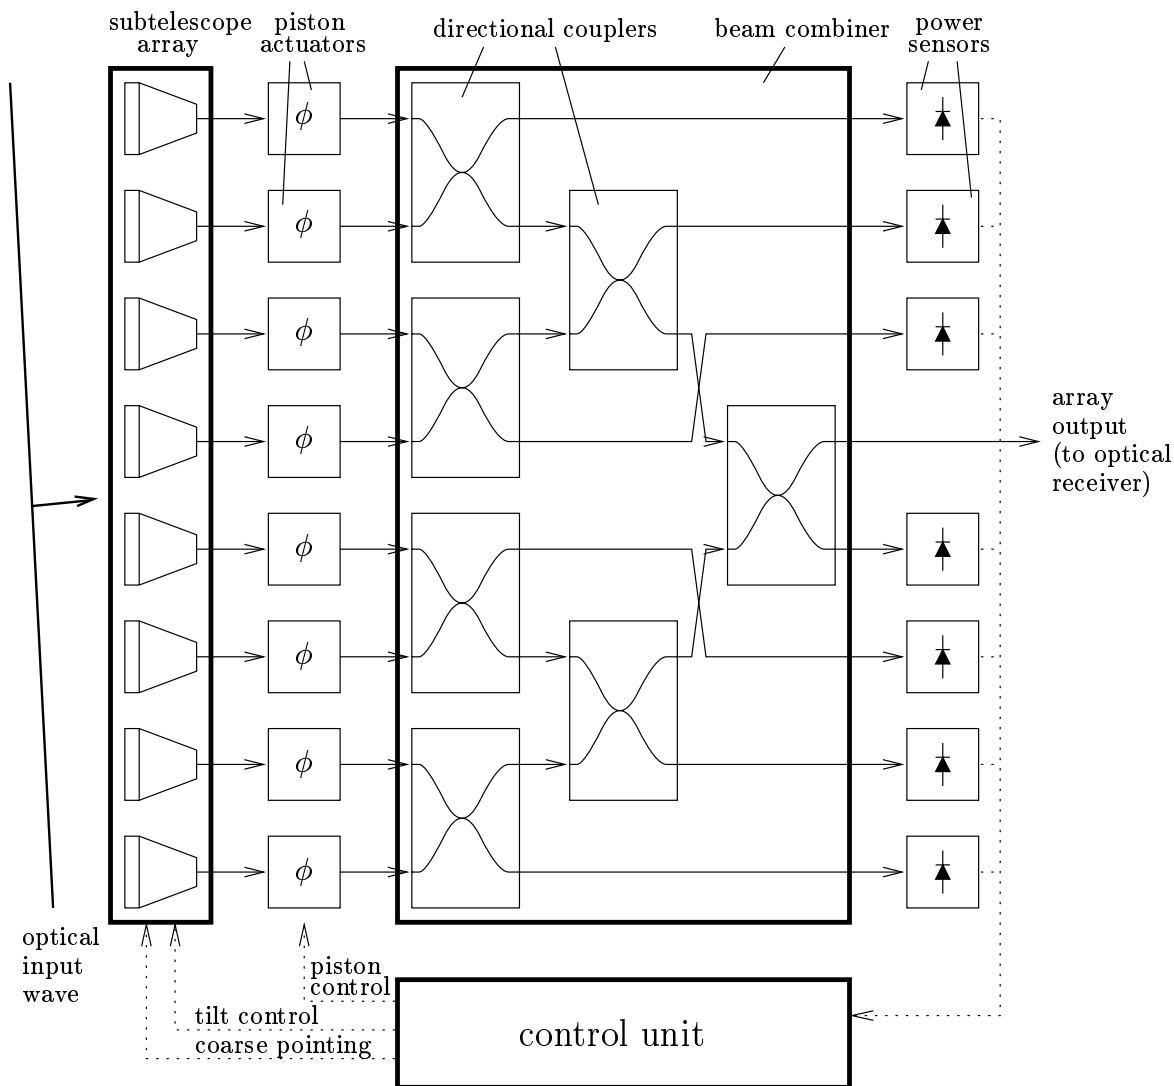 subtelescope
array
piston
actuators
directional couplers
beam combiner
power
sensors
ϕ
ϕ
ϕ
ϕ
ϕ
ϕ
ϕ
ϕ
array
output
(to optical
receiver)
optical
input
wave
piston
control
tilt control
coarse pointing
control unit